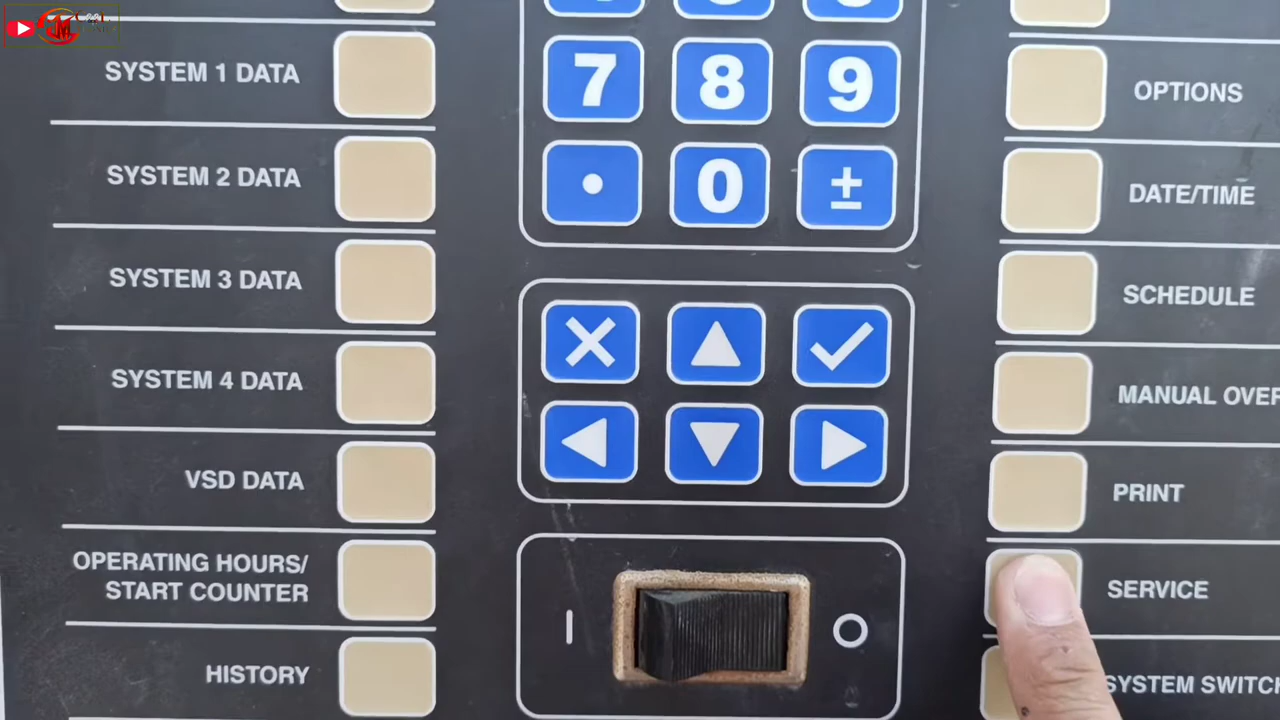 SYSTEM 1 DATA
SYSTEM 2 DATA
SYSTEM 3 DATA
SYSTEM 4 DATA
VSD DATA
OPERATING HOURS/
START COUNTER
HISTORY
7 8 9
• 0 ±
OPTIONS
DATE/TIME
SCHEDULE
MANUAL OVER
PRINT
SERVICE
SYSTEM SWITC